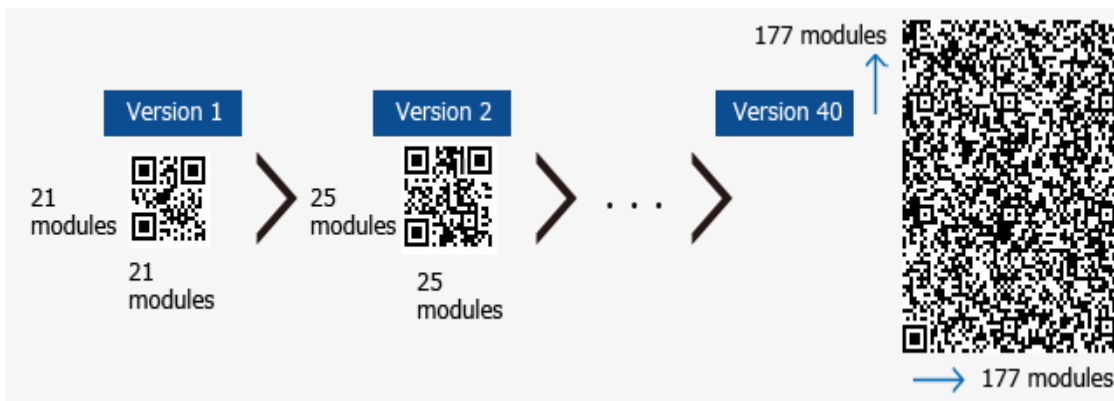 Version 1
21
modules
21
modules
Version 2
25
modules
25
modules
. . .
Version 40
177 modules
177 modules